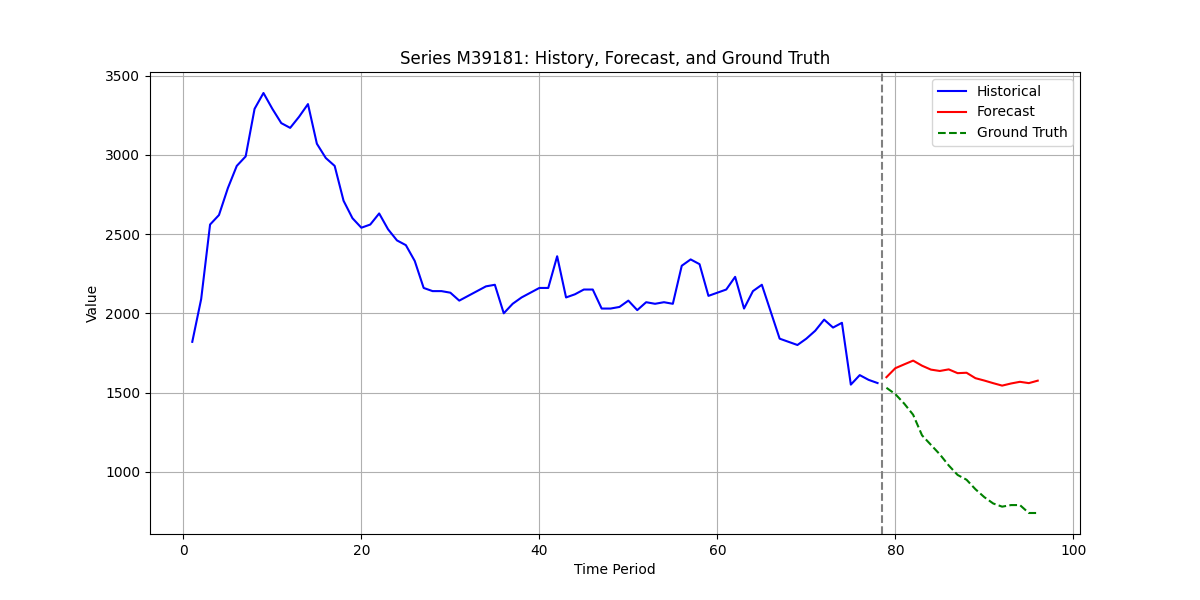 Series M39181: History, Forecast, and Ground Truth
3500
3000
2500
2000
1500
1000
Value
0
20
40
60
80
100
Time Period
Historical
Forecast
Ground Truth